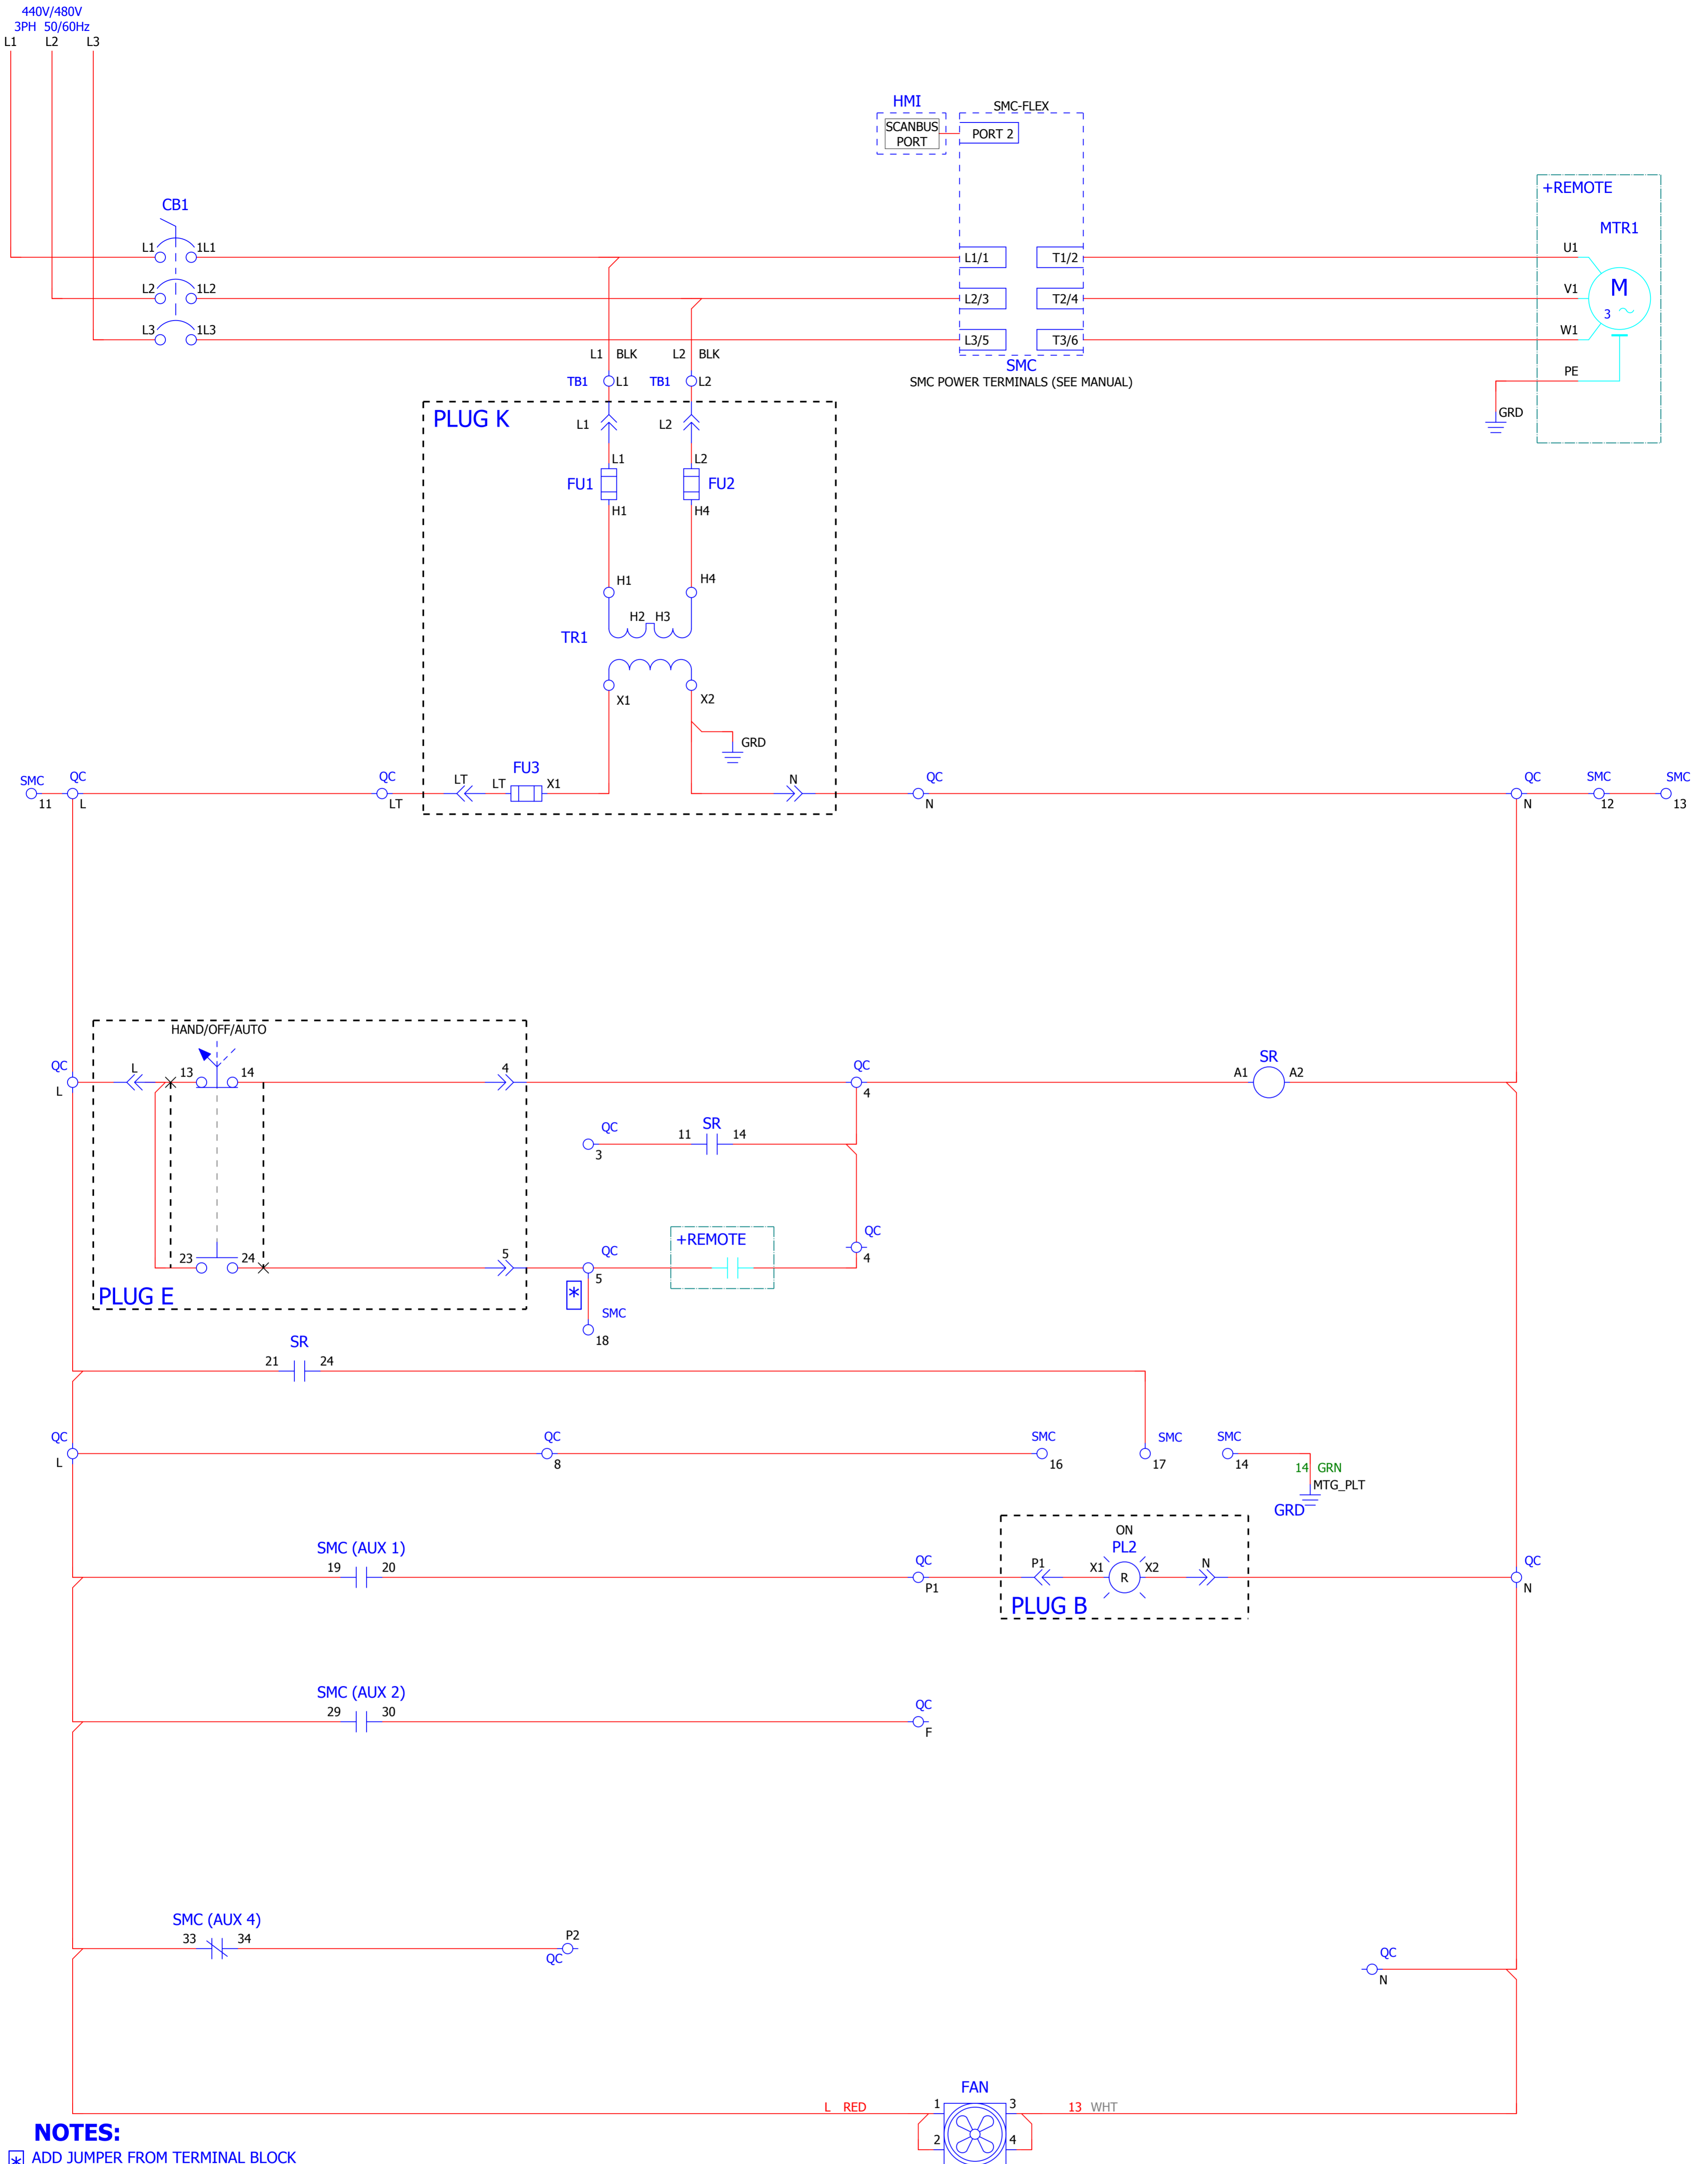 440V/480V
3PH 50/60Hz
L1 L2 L3
HMI
SMC-FLEX
SCANBUS
PORT
PORT 2
+REMOTE
CB1
MTR1
L1 1L1
L1/1 T1/2
U1
L2 1L2
L2/3 T2/4
V1
M
3
L3 1L3
L3/5 T3/6
W1
L1 BLK L2 BLK
SMC
SMC POWER TERMINALS (SEE MANUAL)
PE
TB1 L1 TB1 L2
PLUG K
L1 L2
GRD
L1 L2
FU1 FU2
H1 H4
H1 H4
H2 H3
TR1
X1 X2
GRD
SMC QC QC LT LT FU3 X1 N QC QC SMC SMC
11 L LT N N 12 13
HAND/OFF/AUTO
QC L 13 14 4 QC SR
L 4 A1 A2
QC 11 SR 14
3
QC
4
+REMOTE
23 24 5 QC
5
PLUG E
*
SMC
18
SR
21 24
QC QC SMC SMC SMC
L 8 16 17 14
14 GRN
MTG_PLT
GRD
ON
PL2
SMC (AUX 1)
19 20 QC P1 X1 R X2 N QC
P1 N
PLUG B
SMC (AUX 2)
29 30 QC
F
SMC (AUX 4)
33 34 P2
QC
QC
N
FAN
L RED 1 3 13 WHT
2 4
NOTES:
* ADD JUMPER FROM TERMINAL BLOCK